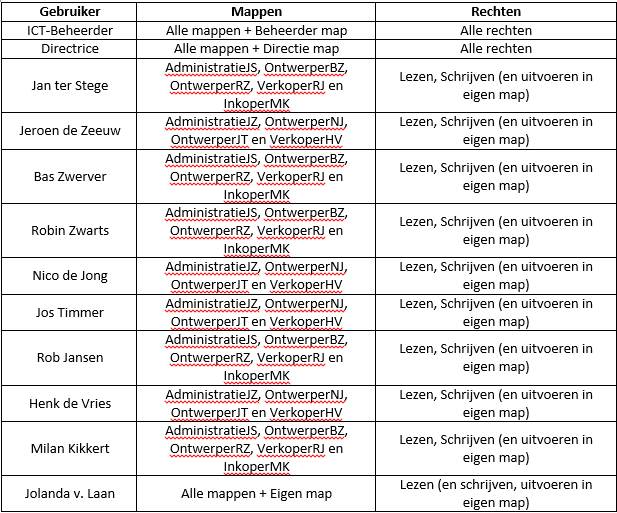 Gebruiker Mappen Rechten
ICT-Beheerder Alle mappen + Beheerder map Alle rechten
Directrice Alle mappen + Directie map Alle rechten
Jan ter Stege
AdministratieJS, OntwerperBZ,
OntwerperRZ, VerkoperRJ en
InkoperMK
Lezen, Schrijven (en uitvoeren in
eigen map)
Jeroen de Zeeuw
AdministratieJZ, OntwerperNJ,
OntwerperJT en VerkoperHV
Lezen, Schrijven (en uitvoeren in
eigen map)
Bas Zwerver
AdministratieJS, OntwerperBZ,
OntwerperRZ, VerkoperRJ en
InkoperMK
Lezen, Schrijven (en uitvoeren in
eigen map)
Robin Zwarts
AdministratieJS, OntwerperBZ,
OntwerperRZ, VerkoperRJ en
InkoperMK
Lezen, Schrijven (en uitvoeren in
eigen map)
Nico de Jong
AdministratieJZ, OntwerperNJ,
OntwerperJT en VerkoperHV
Lezen, Schrijven (en uitvoeren in
eigen map)
Jos Timmer
AdministratieJZ, OntwerperNJ,
OntwerperJT en VerkoperHV
Lezen, Schrijven (en uitvoeren in
eigen map)
Rob Jansen
AdministratieJS, OntwerperBZ,
OntwerperRZ, VerkoperRJ en
InkoperMK
Lezen, Schrijven (en uitvoeren in
eigen map)
Henk de Vries
AdministratieJZ, OntwerperNJ,
OntwerperJT en VerkoperHV
Lezen, Schrijven (en uitvoeren in
eigen map)
Milan Kikkert
AdministratieJS, OntwerperBZ,
OntwerperRZ, VerkoperRJ en
InkoperMK
Lezen, Schrijven (en uitvoeren in
eigen map)
Jolanda v. Laan
Alle mappen + Eigen map
Lezen (en schrijven, uitvoeren in
eigen map)